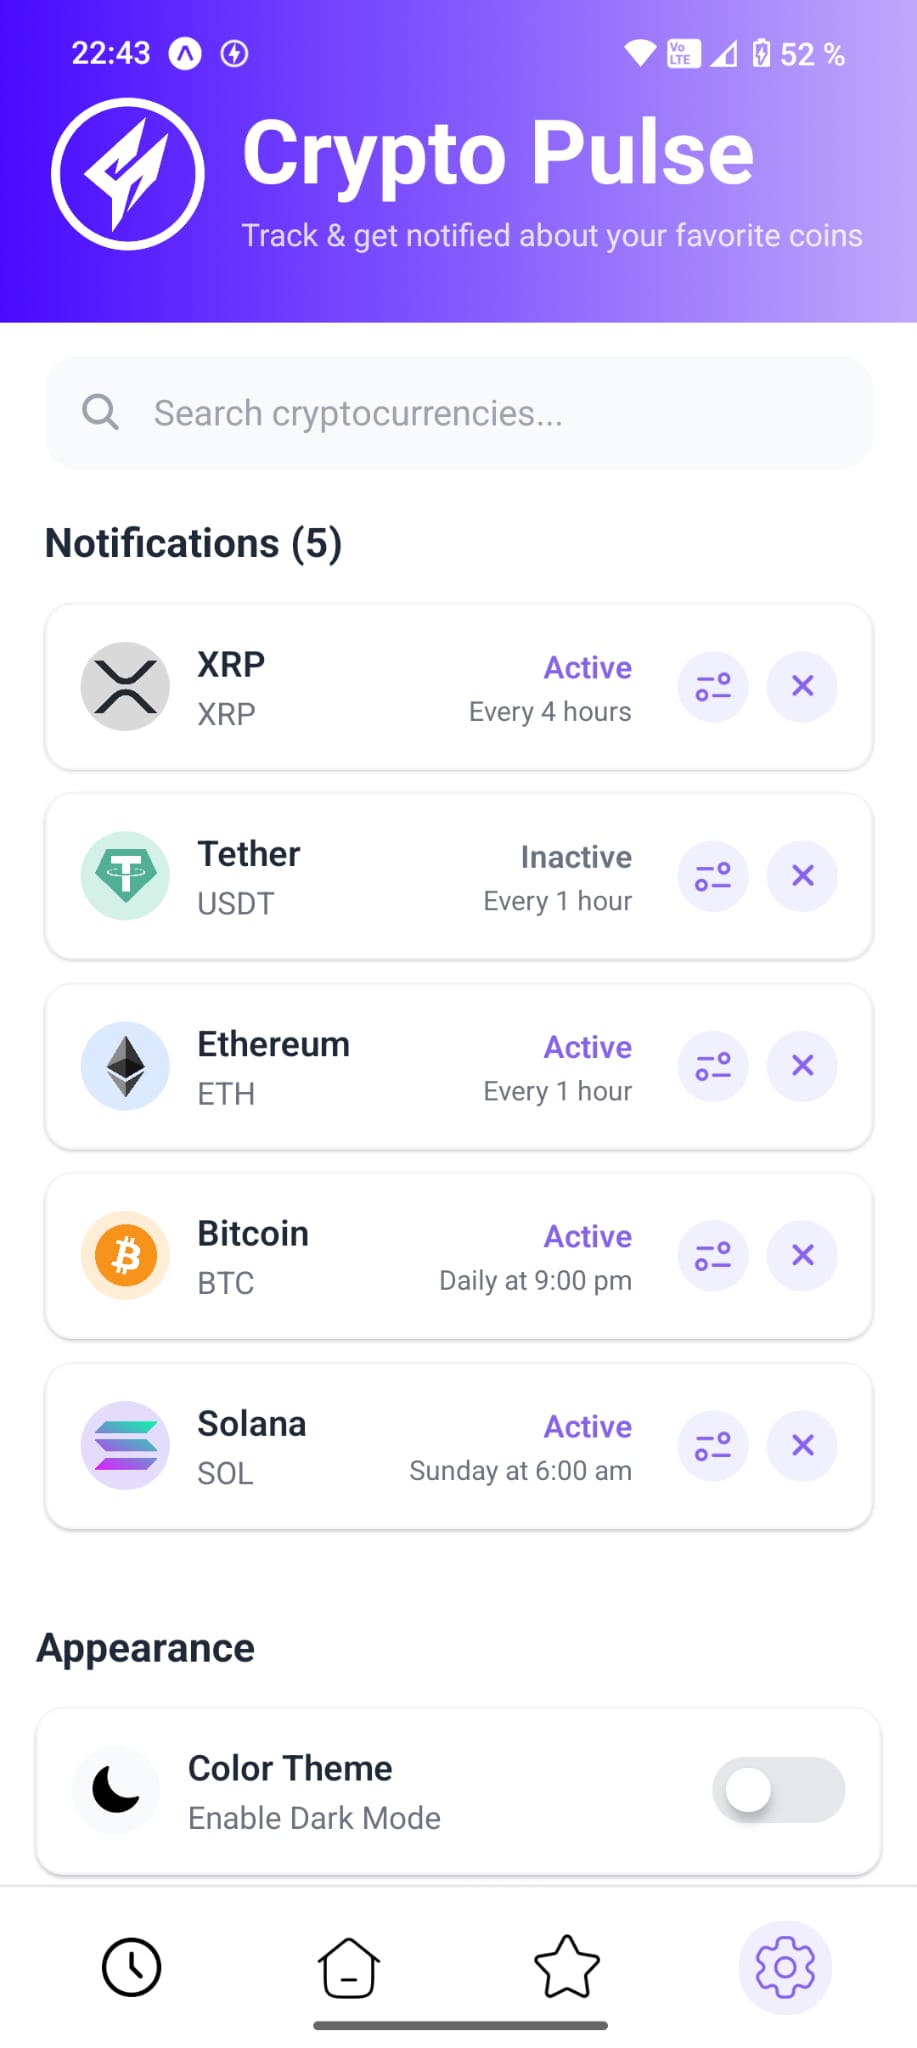 22:43
Vo LTE
52 %
Crypto Pulse
Track & get notified about your favorite coins
Search cryptocurrencies...
Notifications (5)
XRP
XRP
Active
Every 4 hours
Tether
USDT
Inactive
Every 1 hour
Ethereum
ETH
Active
Every 1 hour
Bitcoin
BTC
Active
Daily at 9:00 pm
Solana
SOL
Active
Sunday at 6:00 am
Appearance
Color Theme
Enable Dark Mode